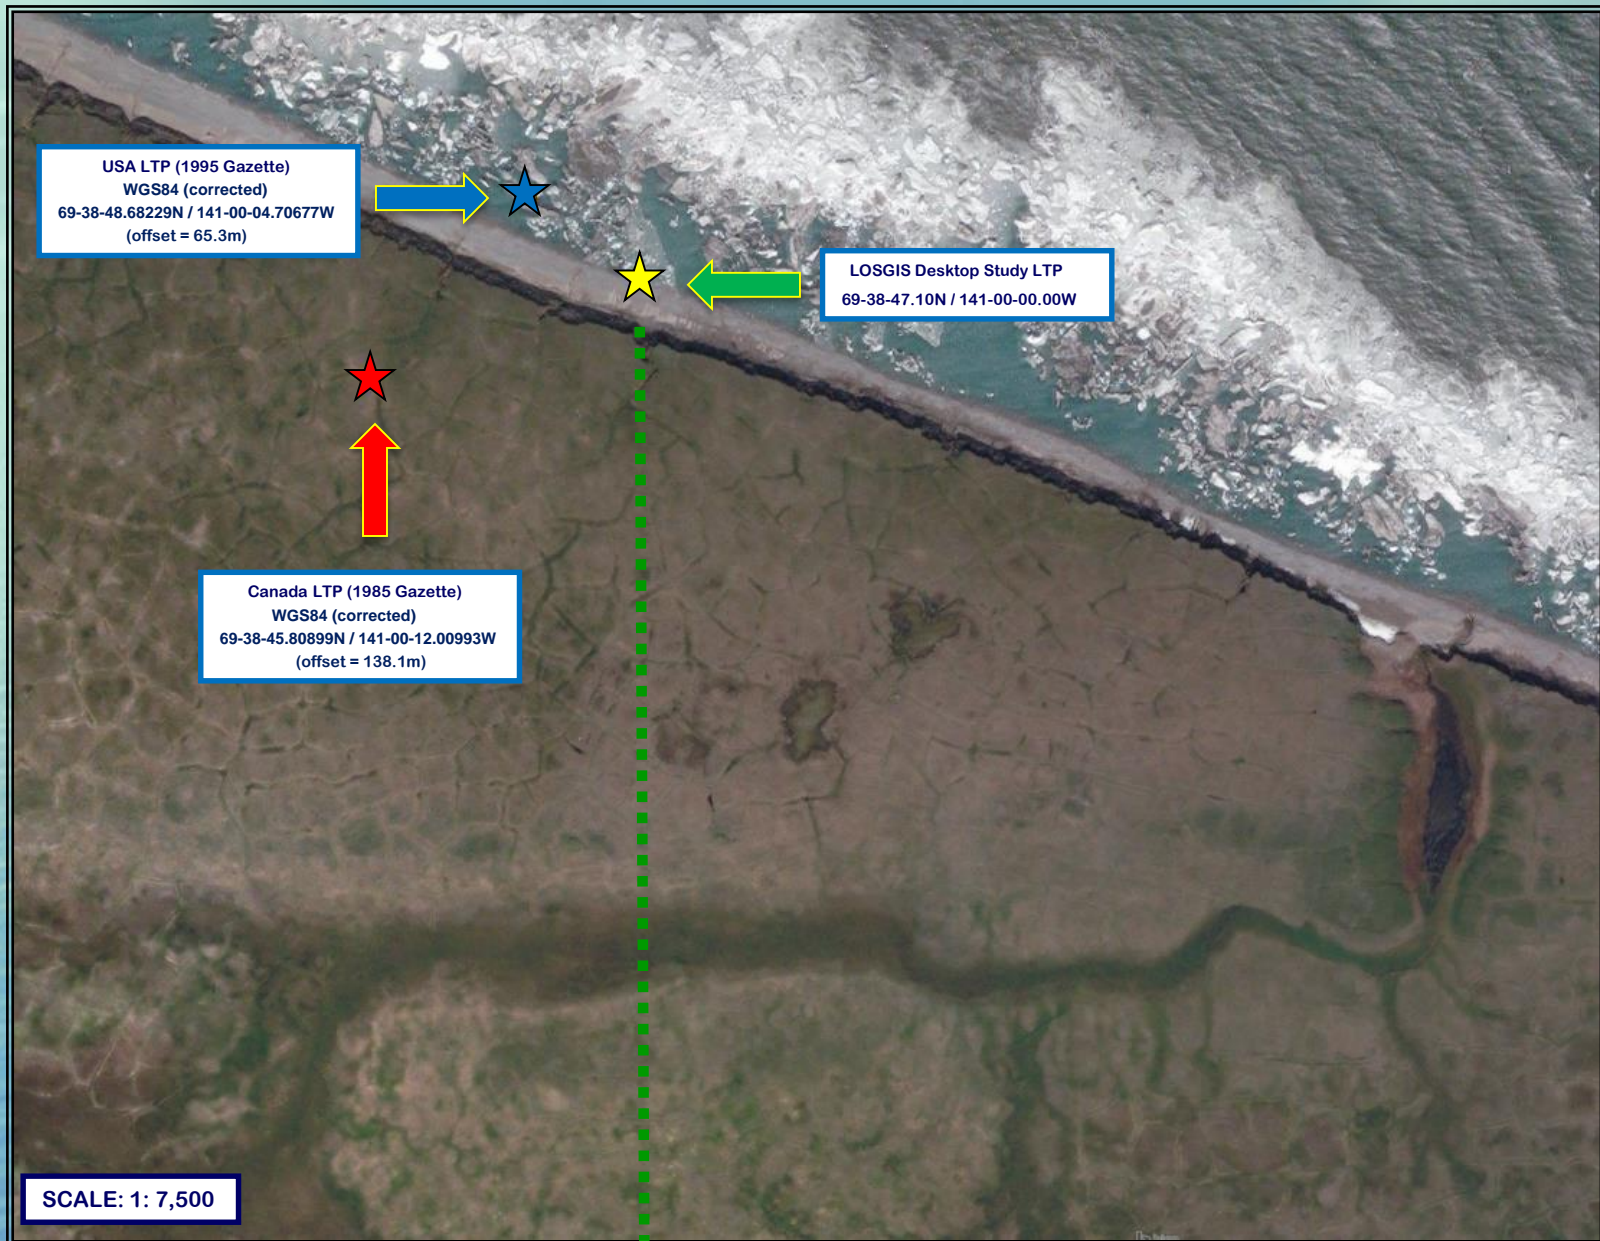 USA LTP (1995 Gazette)
WGS84 (corrected)
69-38-48.68229N / 141-00-04.70677W
(offset = 65.3m)
LOSGIS Desktop Study LTP
69-38-47.10N / 141-00-00.00W
Canada LTP (1985 Gazette)
WGS84 (corrected)
69-38-45.80899N / 141-00-12.00993W
(offset = 138.1m)
SCALE: 1: 7,500